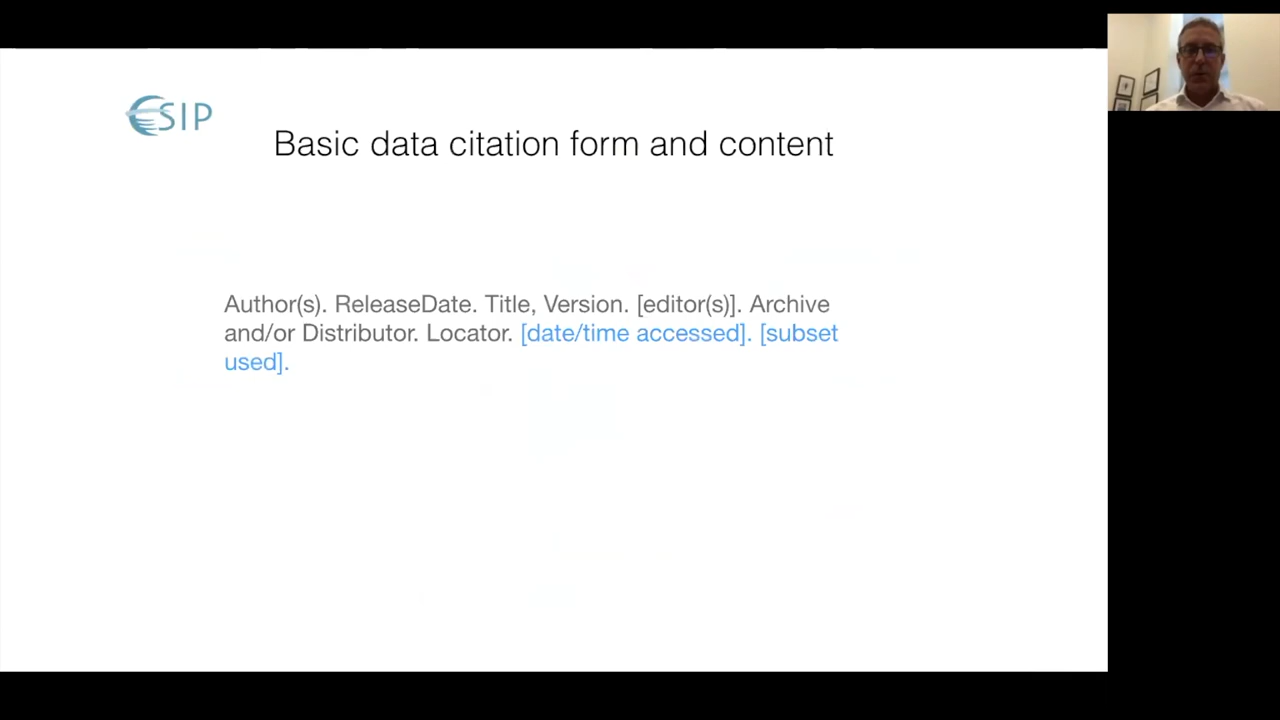 ESIP
Basic data citation form and content
Author(s). ReleaseDate. Title, Version. [editor(s)]. Archive
and/or Distributor. Locator. [date/time accessed]. [subset
used].